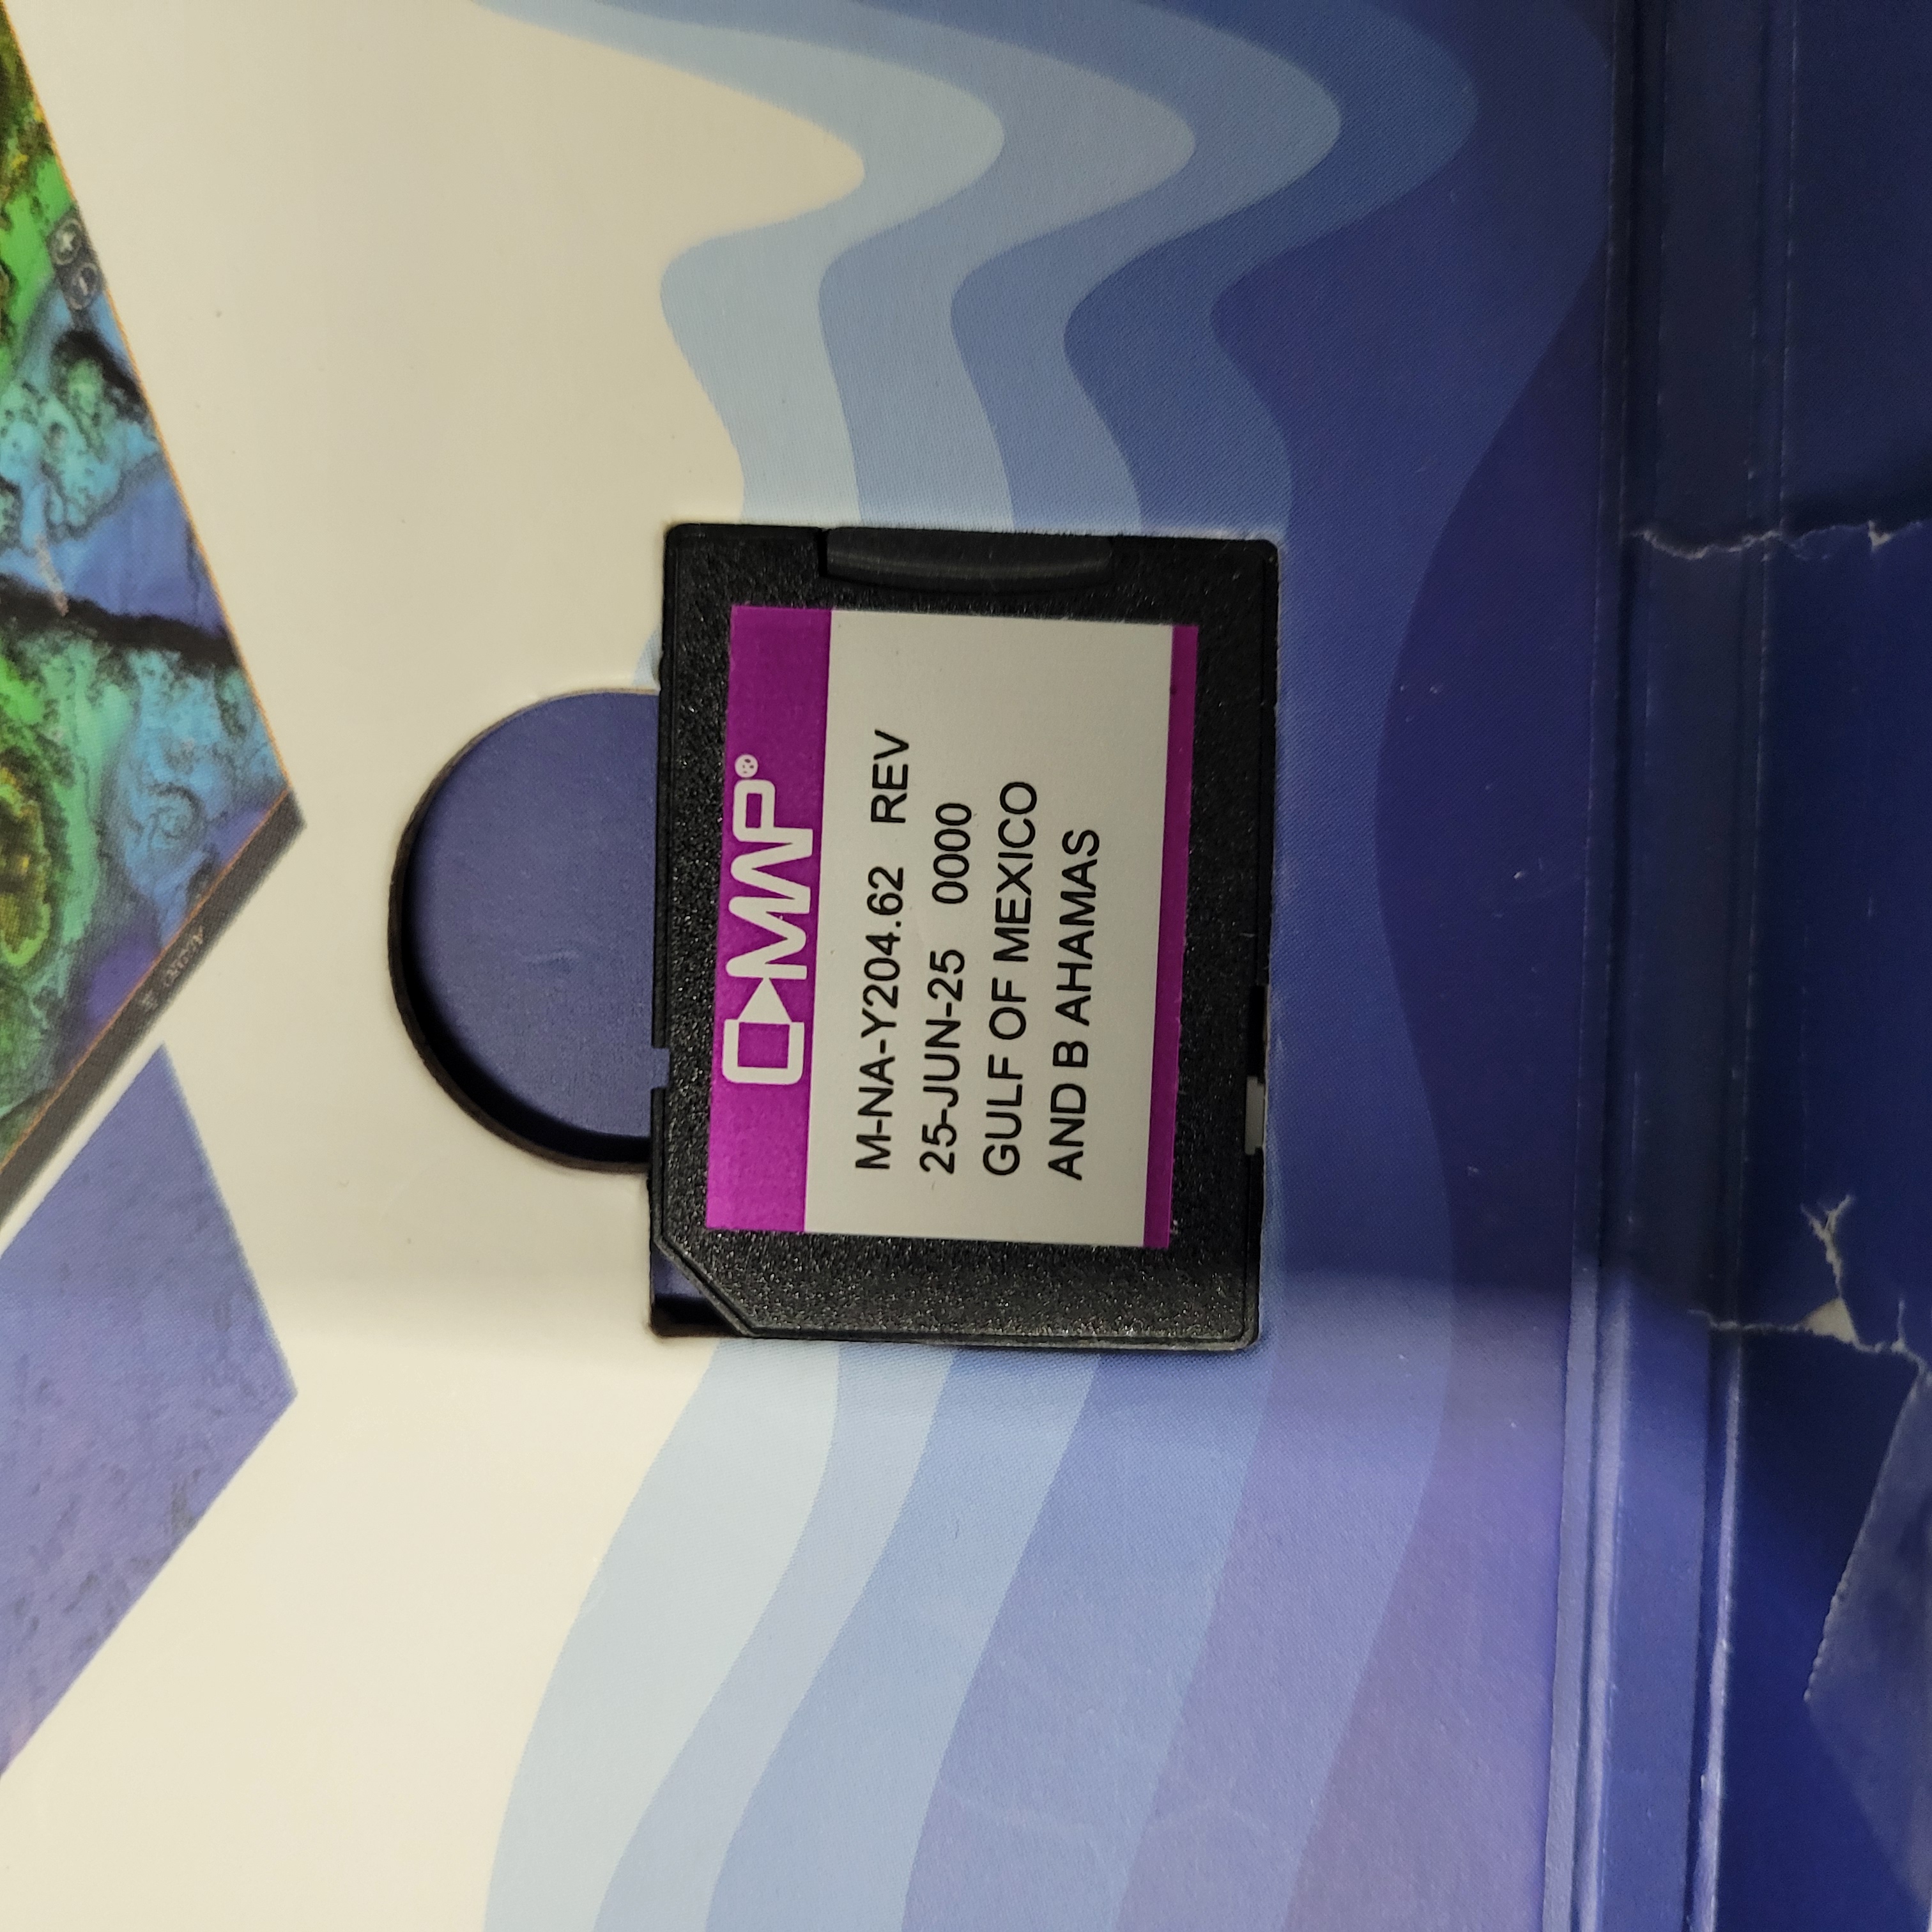 C-MAP®
M-NA-Y204.62 REV
25-JUN-25 0000
GULF OF MEXICO
AND B AHAMAS